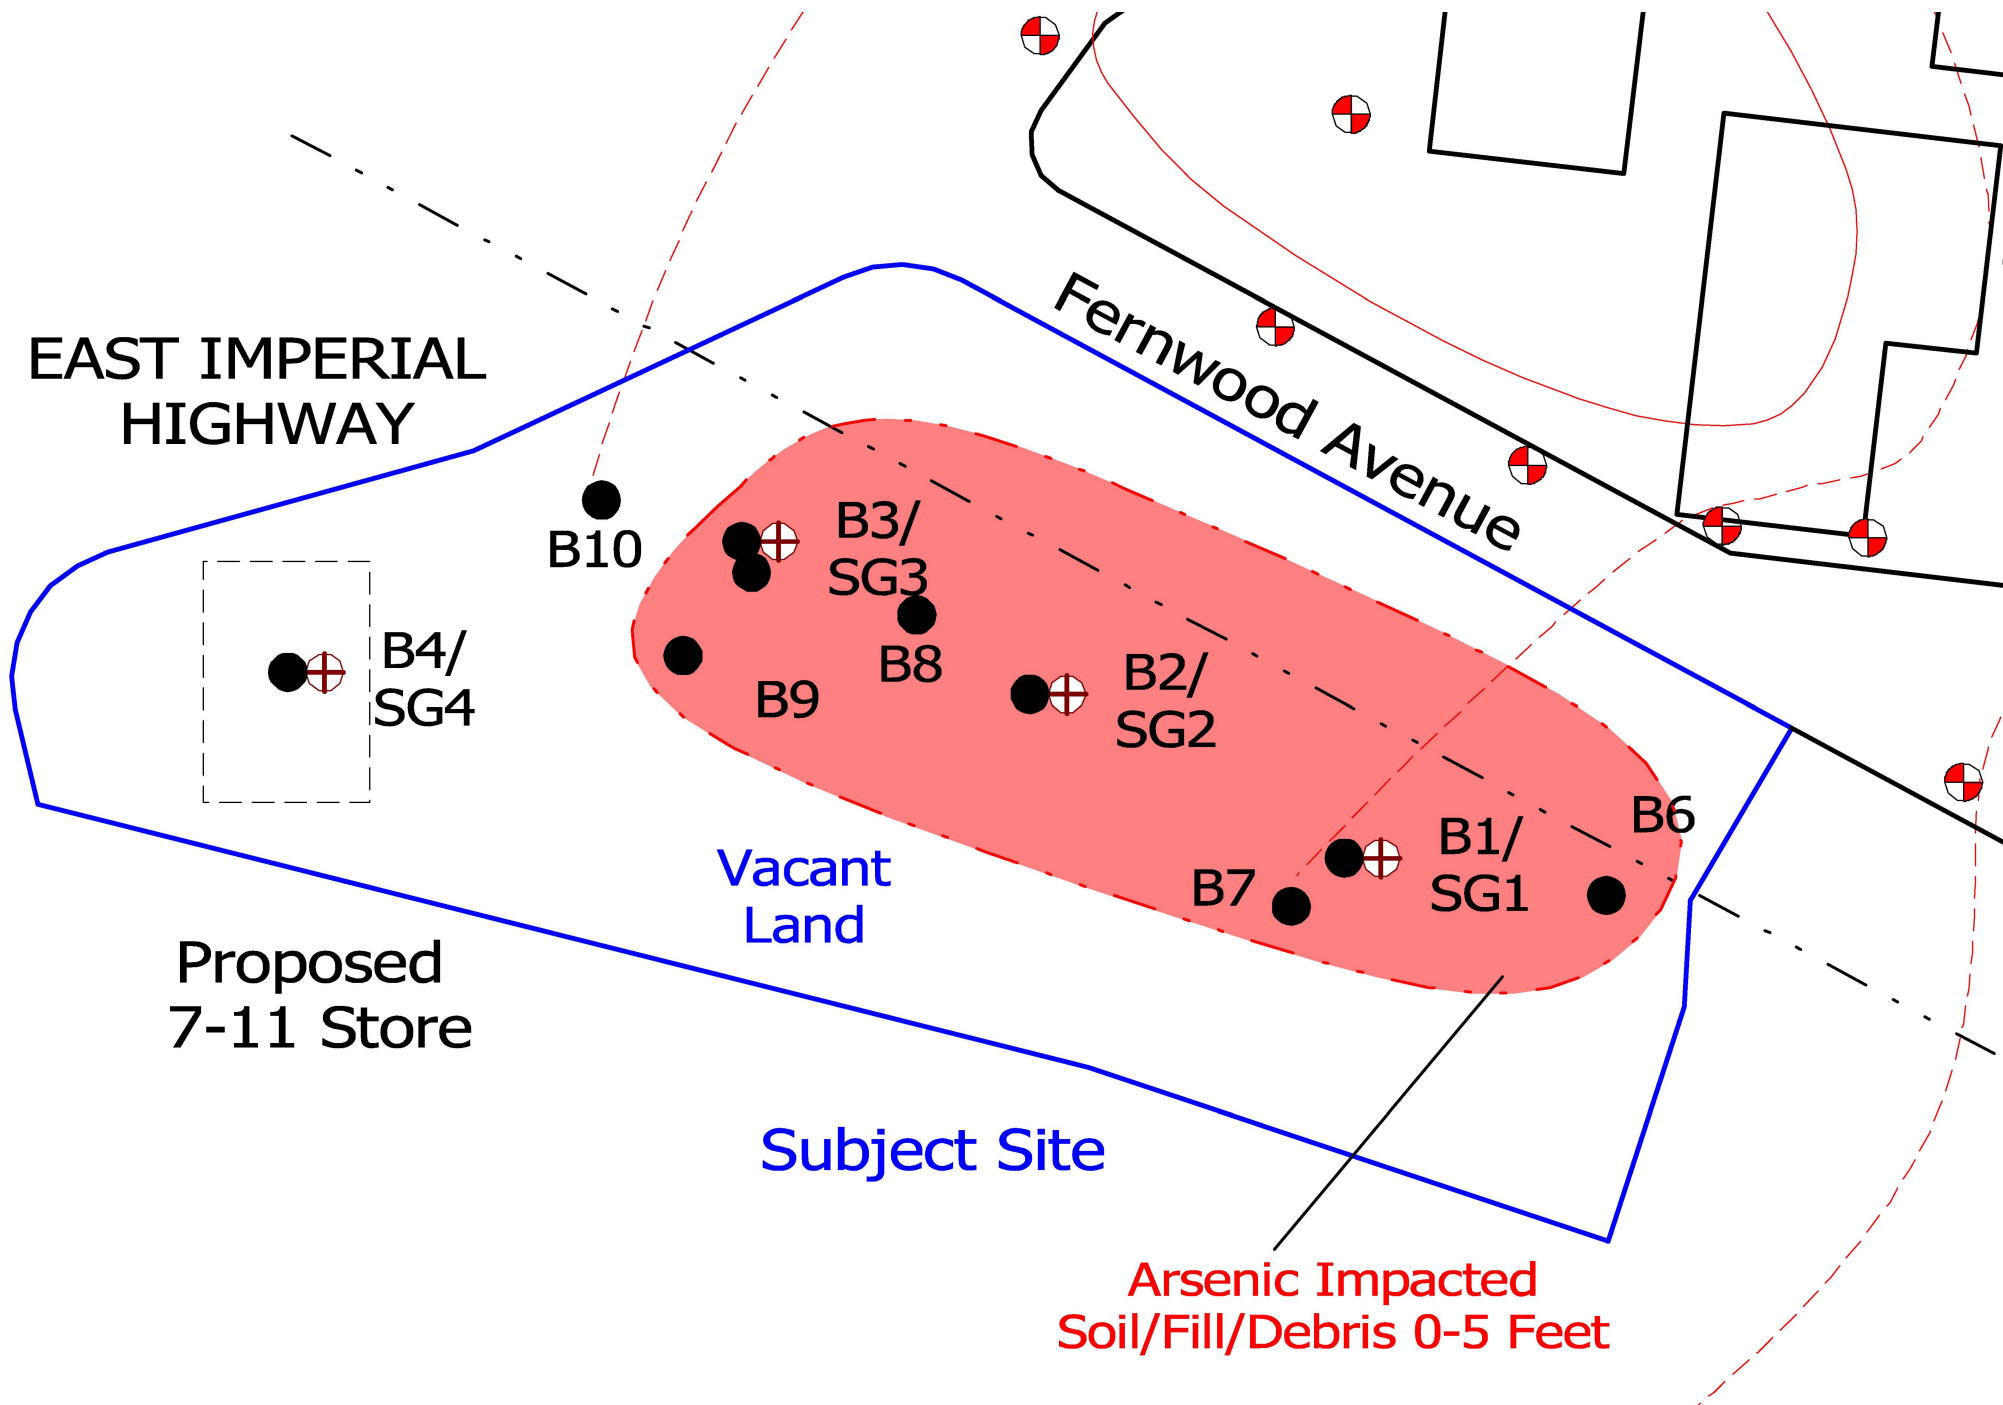 EAST IMPERIAL
HIGHWAY
Fernwood Avenue
B10
B3/
SG3
B4/
SG4
B8
B9
B2/
SG2
B6
B1/
SG1
B7
Vacant
Land
Proposed
7-11 Store
Subject Site
Arsenic Impacted
Soil/Fill/Debris 0-5 Feet